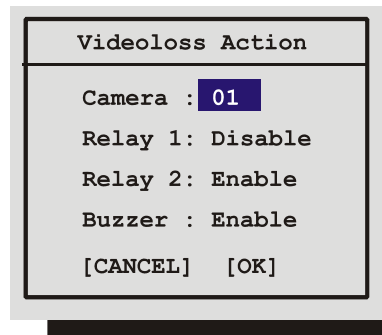 Videoloss Action
Camera : 01
Relay 1: Disable
Relay 2: Enable
Buzzer : Enable
[CANCEL] [OK]